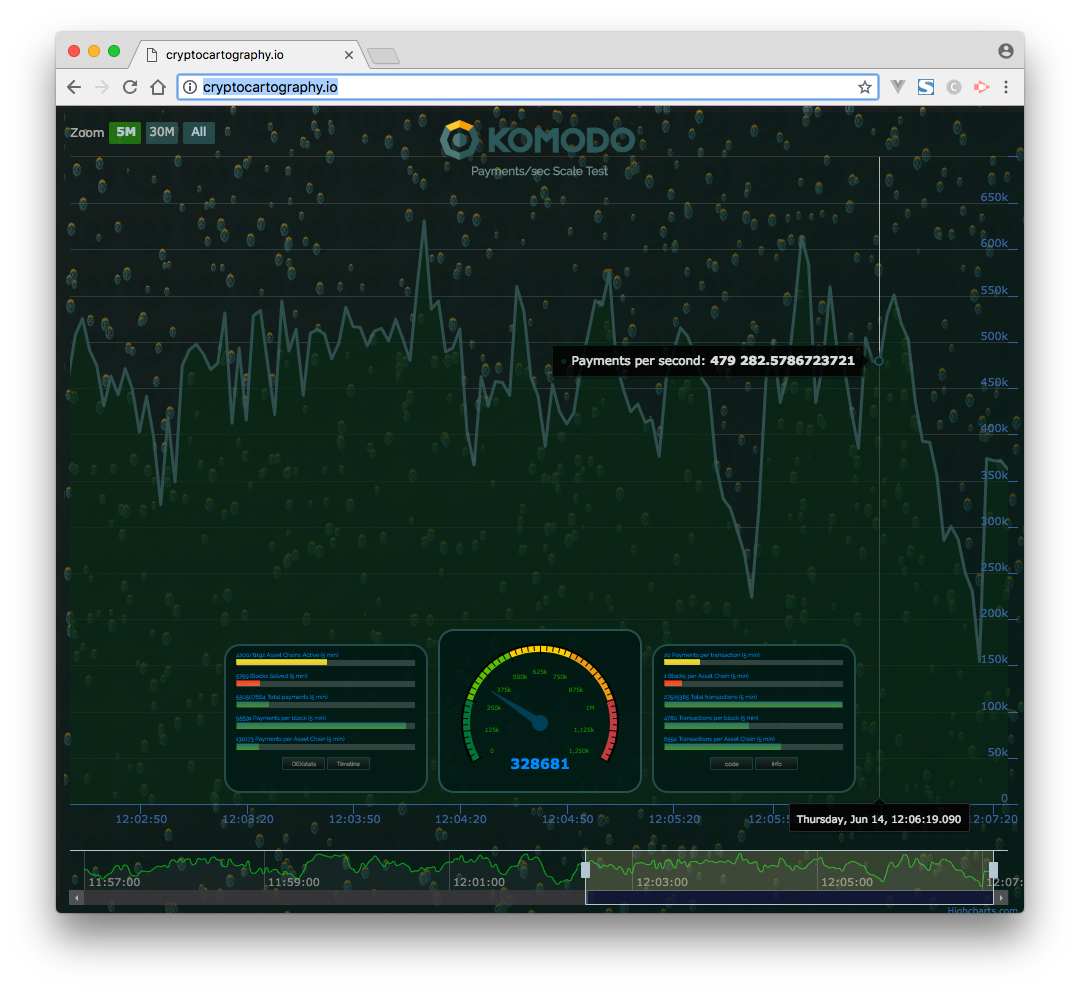 cryptocartography.io
cryptocartography.io
Zoom 5M 30M All
KOMODO
Payments/sec Scale Test
650k
600k
550k
500k
Payments per second: 479 282.5786723721
450k
400k
350k
300k
250k
200k
150k
100k
50k
0
4200/8192 Asset Chains Active (5 min)
5759 Blocks Solved (5 min)
550507664 Total payments (5 min)
95591 Payments per block (5 min)
131073 Payments per Asset Chain (5 min)
DEXstats Timeline
0
125k
250k
375k
500k
625k
750k
875k
1M
1,125k
1,250k
328681
20 Payments per transaction (5 min)
1 Blocks per Asset Chain (5 min)
27525385 Total transactions (5 min)
4780 Transactions per block (5 min)
6554 Transactions per Asset Chain (5 min)
code info
12:02:50 12:03:20 12:03:50 12:04:20 12:04:50 12:05:20 12:05:5 12:07:20
Thursday, Jun 14, 12:06:19.090
11:57:00 11:59:00 12:01:00 12:03:00 12:05:00 12:07:
Highcharts.com